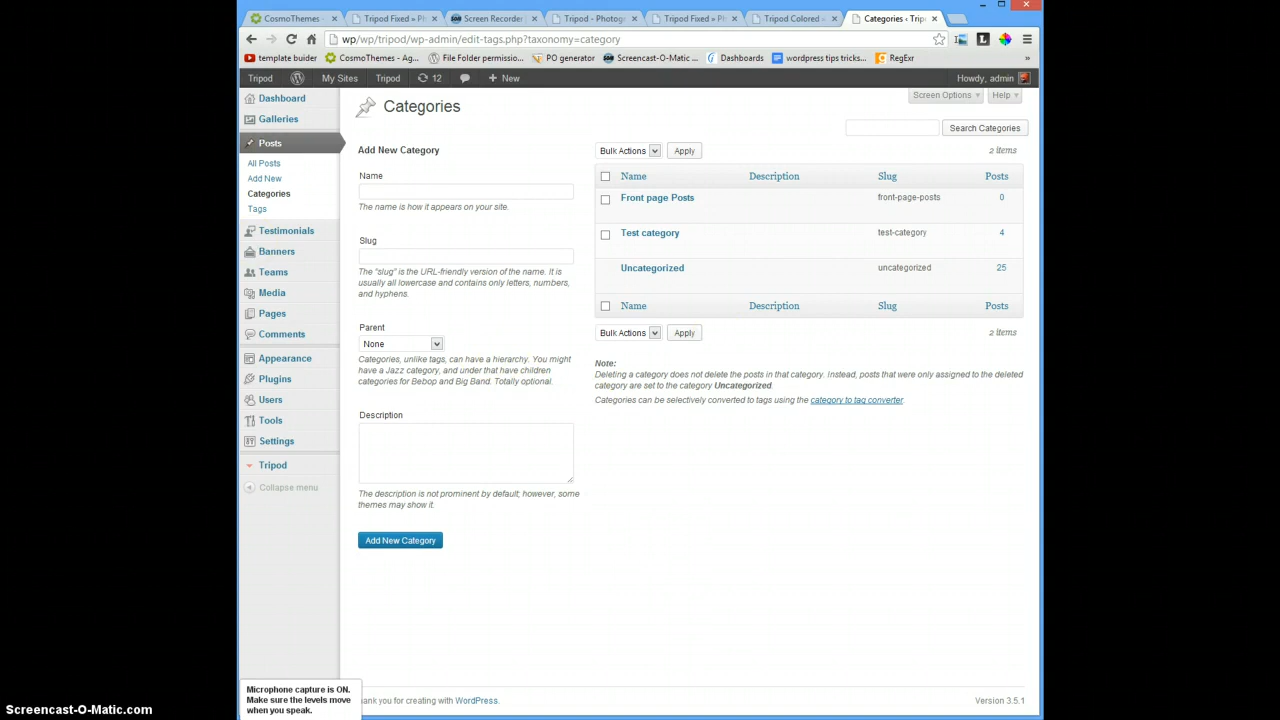 CosmoThemes -
Tripod Fixed » Ph
Screen Recorder
Tripod - Photogr
Tripod Fixed » Ph
Tripod Colored »
Categories ‹ Trip
wp/wp/tripod/wp-admin/edit-tags.php?taxonomy=category
template buider
CosmoThemes - Ag...
File Folder permissio...
PO generator
Screencast-O-Matic ...
Dashboards
wordpress tips tricks...
RegExr
»
Tripod
My Sites
Tripod
12
+ New
Howdy, admin
Dashboard
Galleries
Posts
All Posts
Add New
Categories
Tags
Testimonials
Banners
Teams
Media
Pages
Comments
Appearance
Plugins
Users
Tools
Settings
Tripod
Collapse menu
Screen Options
Help
Categories
Search Categories
Add New Category
Name
The name is how it appears on your site.
Slug
The “slug” is the URL-friendly version of the name. It is
usually all lowercase and contains only letters, numbers,
and hyphens.
Parent
None
Categories, unlike tags, can have a hierarchy. You might
have a Jazz category, and under that have children
categories for Bebop and Big Band. Totally optional.
Description
The description is not prominent by default; however, some
themes may show it.
Add New Category
Bulk Actions
Apply
2 items
Name Description Slug Posts
Front page Posts front-page-posts 0
Test category test-category 4
Uncategorized uncategorized 25
Name Description Slug Posts
Bulk Actions
Apply
2 items
Note:
Deleting a category does not delete the posts in that category. Instead, posts that were only assigned to the deleted
category are set to the category Uncategorized.
Categories can be selectively converted to tags using the category to tag converter.
Microphone capture is ON.
Make sure the levels move
when you speak.
ank you for creating with WordPress.
Version 3.5.1
Screencast-O-Matic.com